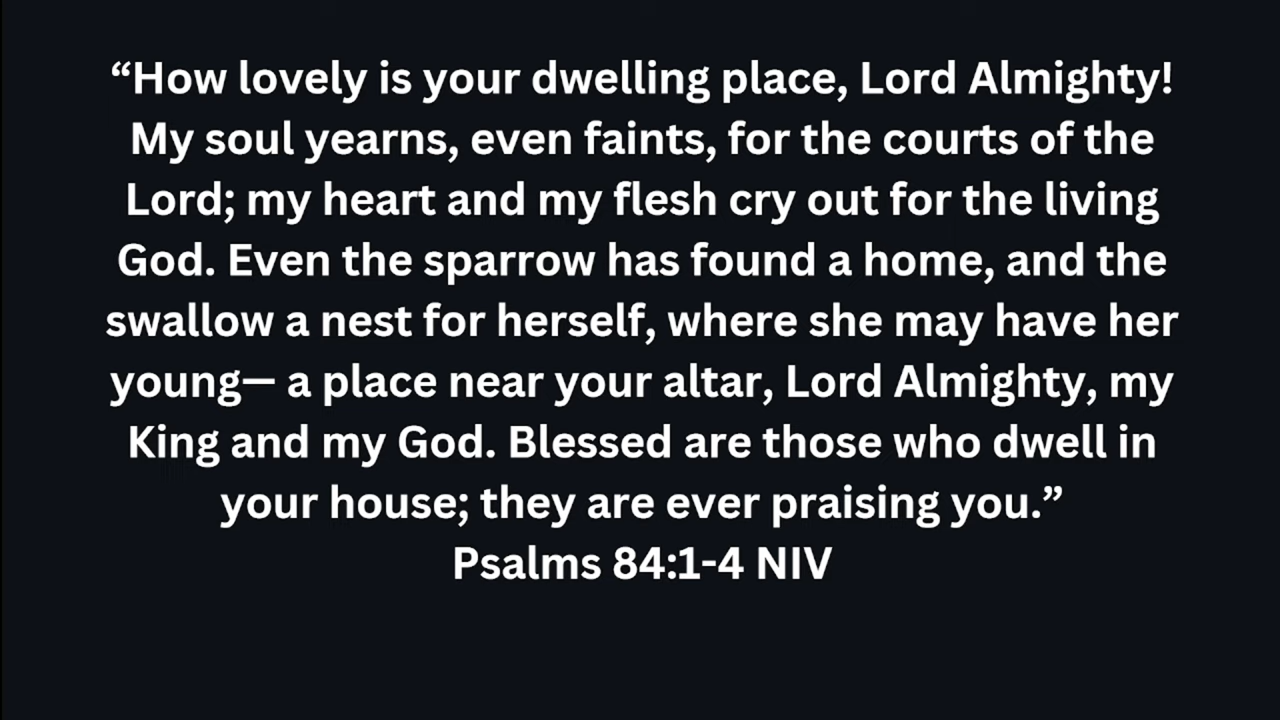 “How lovely is your dwelling place, Lord Almighty!
My soul yearns, even faints, for the courts of the
Lord; my heart and my flesh cry out for the living
God. Even the sparrow has found a home, and the
swallow a nest for herself, where she may have her
young— a place near your altar, Lord Almighty, my
King and my God. Blessed are those who dwell in
your house; they are ever praising you.”
Psalms 84:1-4 NIV